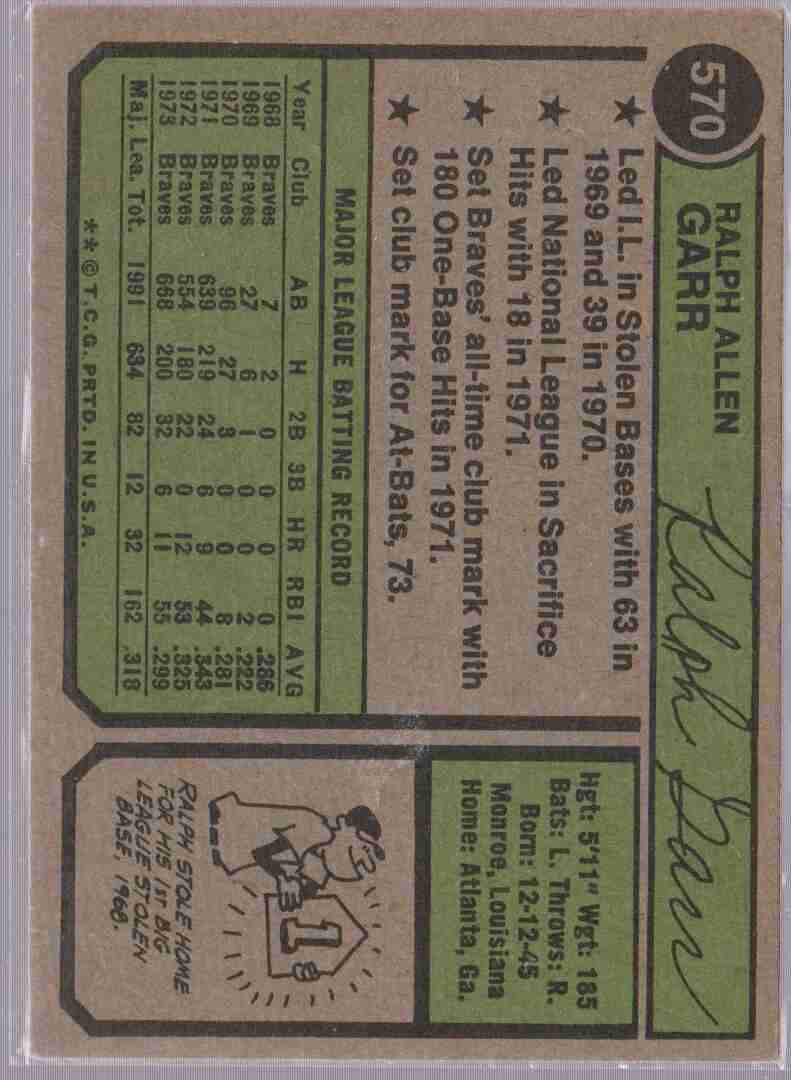 570
RALPH ALLEN
GARR
Ralph Garr
★ Led I.L. in Stolen Bases with 63 in
1969 and 39 in 1970.
★ Led National League in Sacrifice
Hits with 18 in 1971.
★ Set Braves' all-time club mark with
180 One-Base Hits in 1971.
★ Set club mark for At-Bats, 73.
MAJOR LEAGUE BATTING RECORD
Year Club AB H 2B 3B HR RBI AVG
1968 Braves 7 2 0 0 0 0 .286
1969 Braves 27 6 1 0 0 2 .222
1970 Braves 96 27 3 0 0 8 .281
1971 Braves 639 219 24 6 9 44 .343
1972 Braves 554 180 22 0 12 53 .325
1973 Braves 668 200 32 6 11 55 .299
Maj. Lea. Tot. 1991 634 82 12 32 162 .318
**©T.C.G. PRTD. IN U.S.A.
Hgt: 5'11" Wgt: 185
Bats: L. Throws: R.
Born: 12-12-45
Monroe, Louisiana
Home: Atlanta, Ga.
1
RALPH STOLE HOME
FOR HIS 1st BIG
LEAGUE STOLEN
BASE, 1968.